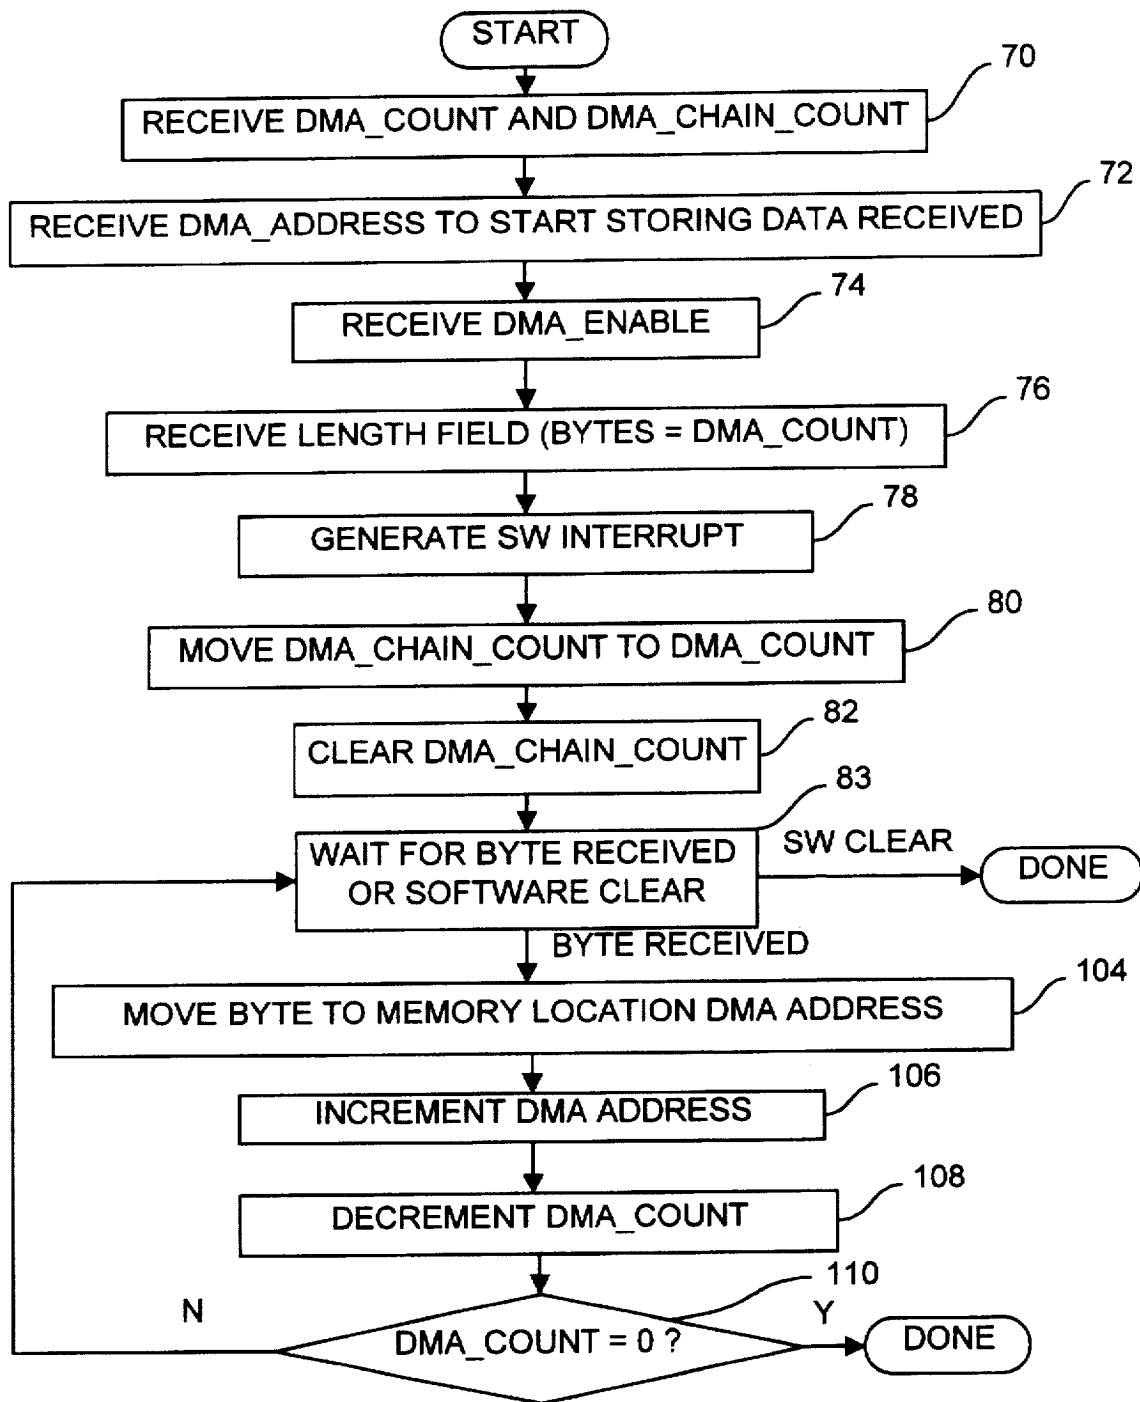 START
70
RECEIVE DMA_COUNT AND DMA_CHAIN_COUNT
72
RECEIVE DMA_ADDRESS TO START STORING DATA RECEIVED
74
RECEIVE DMA_ENABLE
76
RECEIVE LENGTH FIELD (BYTES = DMA_COUNT)
78
GENERATE SW INTERRUPT
80
MOVE DMA_CHAIN_COUNT TO DMA_COUNT
82
CLEAR DMA_CHAIN_COUNT
83
WAIT FOR BYTE RECEIVED
OR SOFTWARE CLEAR
SW CLEAR
DONE
BYTE RECEIVED
104
MOVE BYTE TO MEMORY LOCATION DMA ADDRESS
106
INCREMENT DMA ADDRESS
108
DECREMENT DMA_COUNT
110
N
DMA_COUNT = 0 ?
Y
DONE